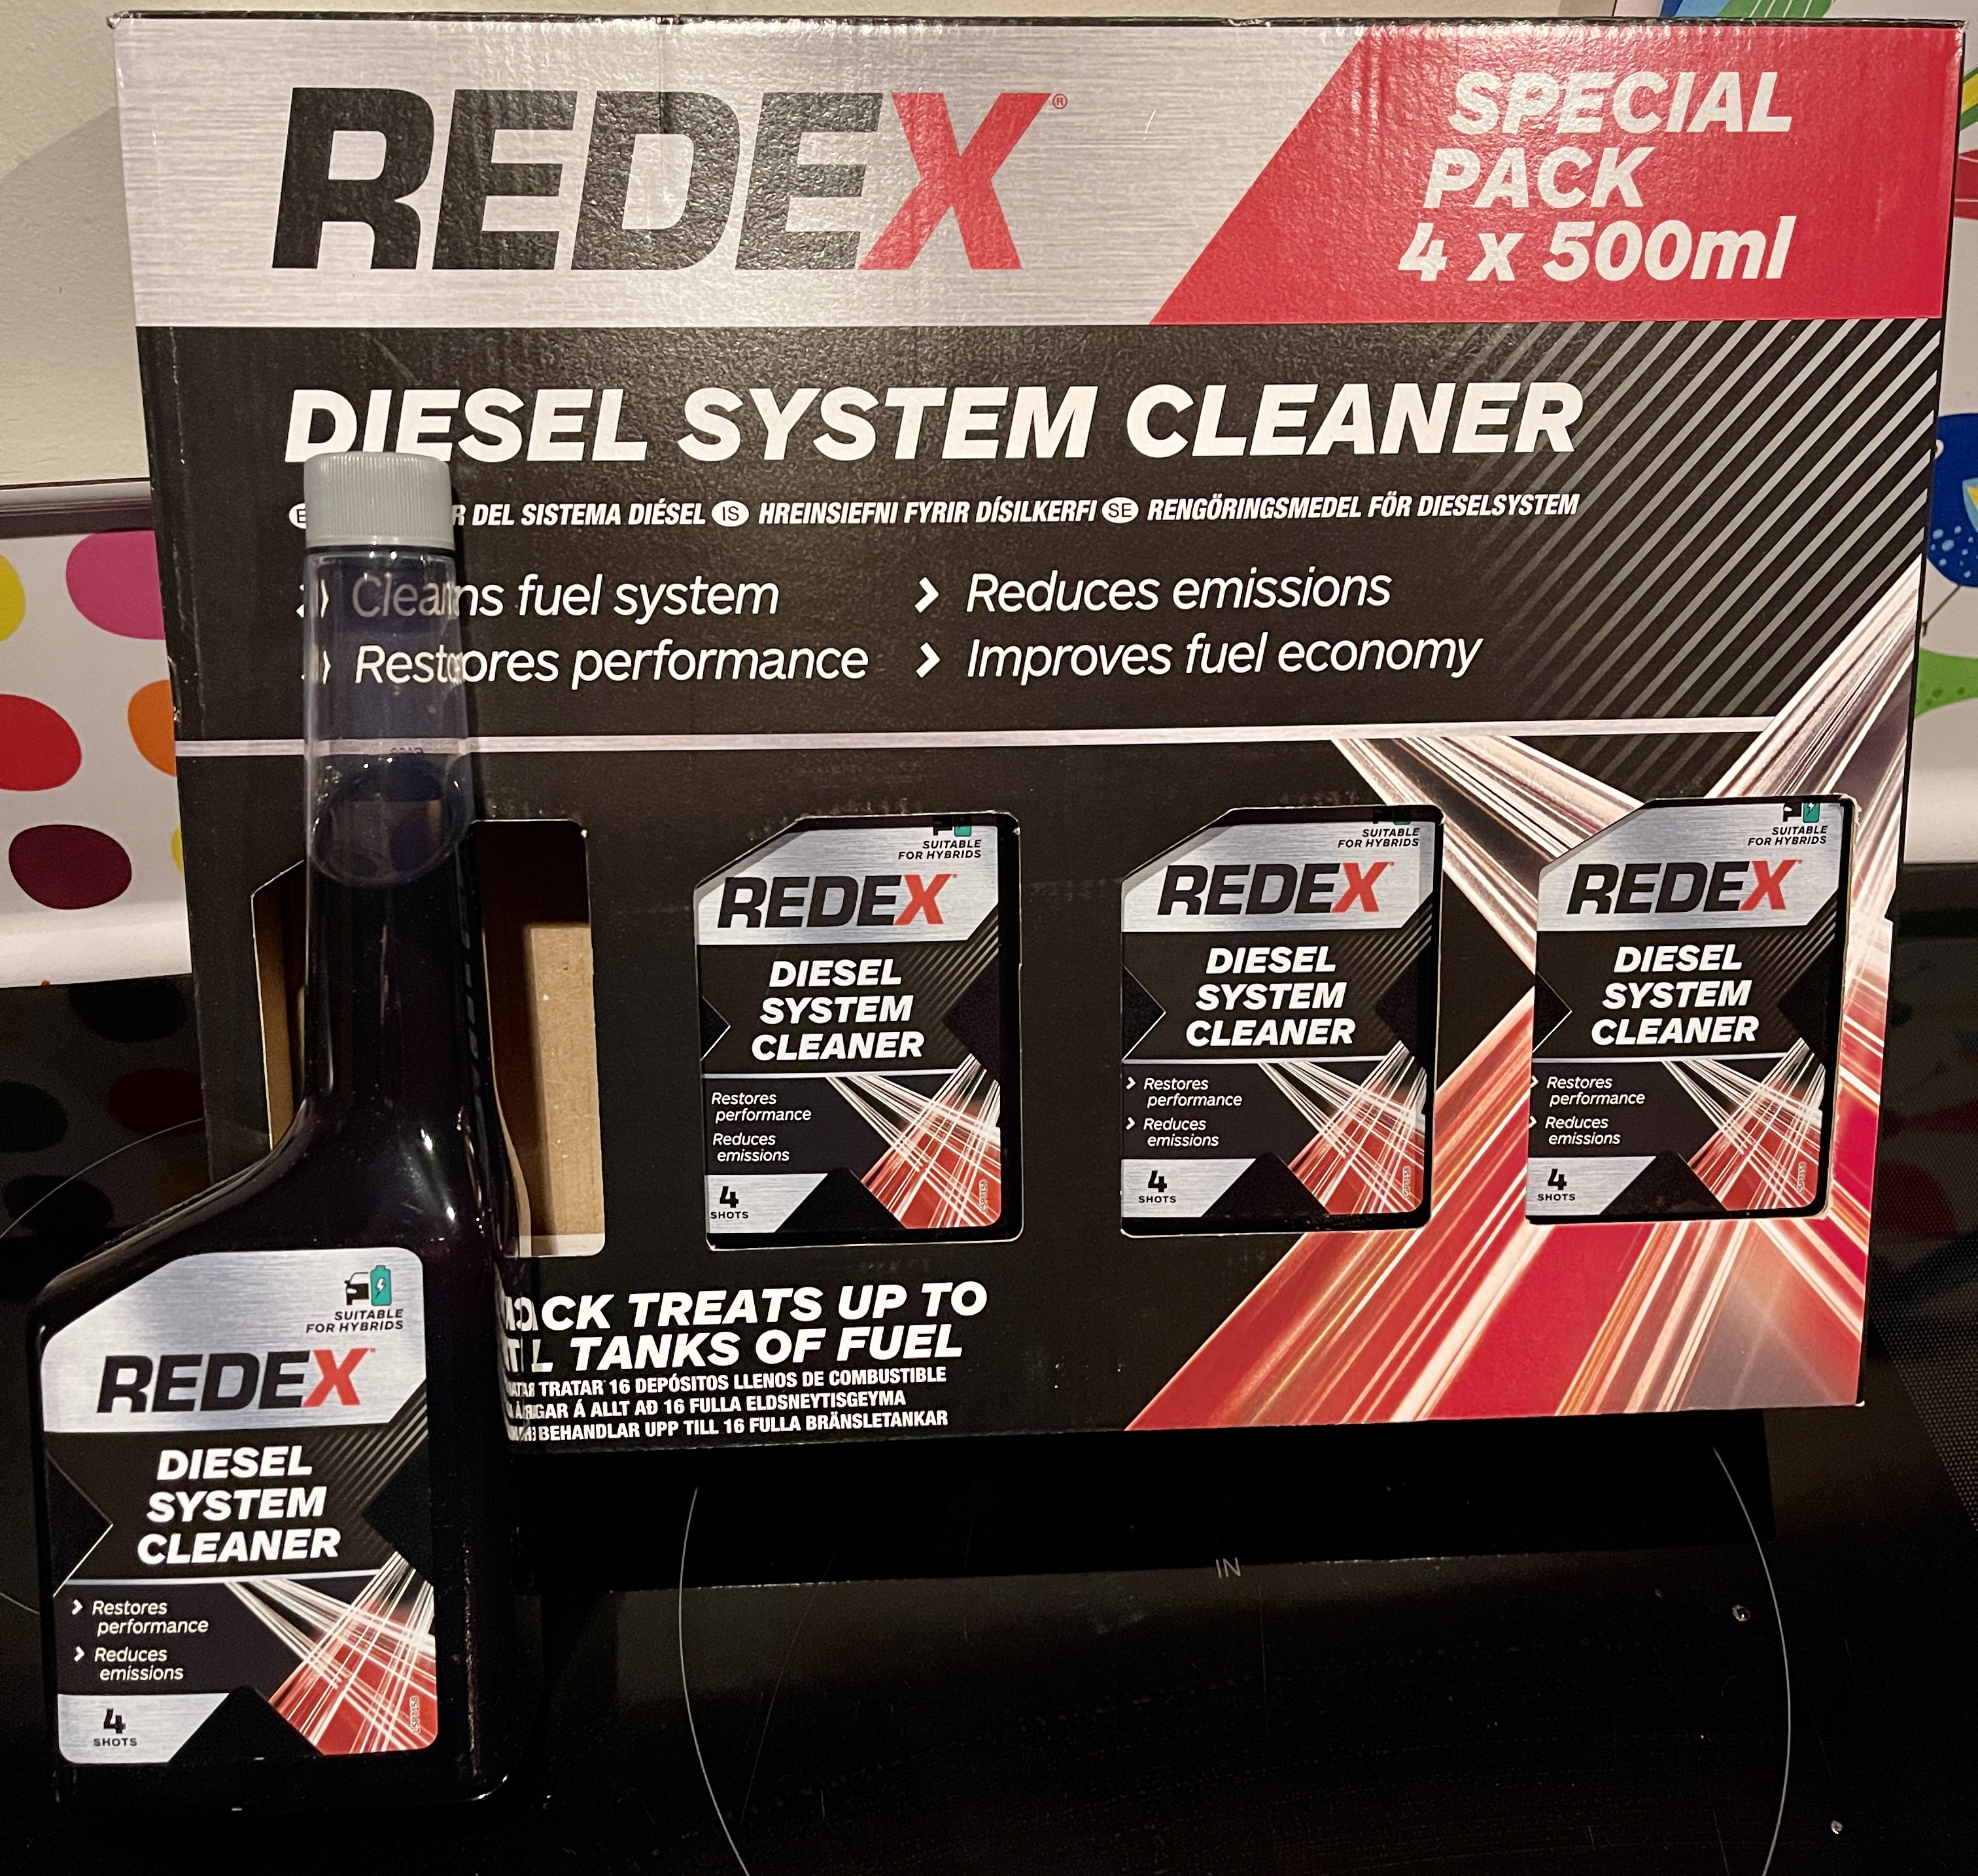 REDEX®
SPECIAL
PACK
4 x 500ml
DIESEL SYSTEM CLEANER
DEL SISTEMA DIÉSEL IS HREINSIEFNI FYRIR DÍSILKERFI SE RENGÖRINGSMEDEL FÖR DIESELSYSTEM
Cleans fuel system
Restores performance
Reduces emissions
Improves fuel economy
SUITABLE
FOR HYBRIDS
REDEX
DIESEL
SYSTEM
CLEANER
Restores
performance
Reduces
emissions
4
SHOTS
SUITABLE
FOR HYBRIDS
REDEX
DIESEL
SYSTEM
CLEANER
Restores
performance
Reduces
emissions
4
SHOTS
SUITABLE
FOR HYBRIDS
REDEX
DIESEL
SYSTEM
CLEANER
Restores
performance
Reduces
emissions
4
SHOTS
TREATS UP TO
TANKS OF FUEL
TRATAR 16 DEPÓSITOS LLENOS DE COMBUSTIBLE
Á ALLT AÐ 16 FULLA ELDSNEYTISGEYMA
BEHANDLAR UPP TILL 16 FULLA BRÄNSLETANKAR
SUITABLE
FOR HYBRIDS
REDEX
DIESEL
SYSTEM
CLEANER
Restores
performance
Reduces
emissions
4
SHOTS
IN